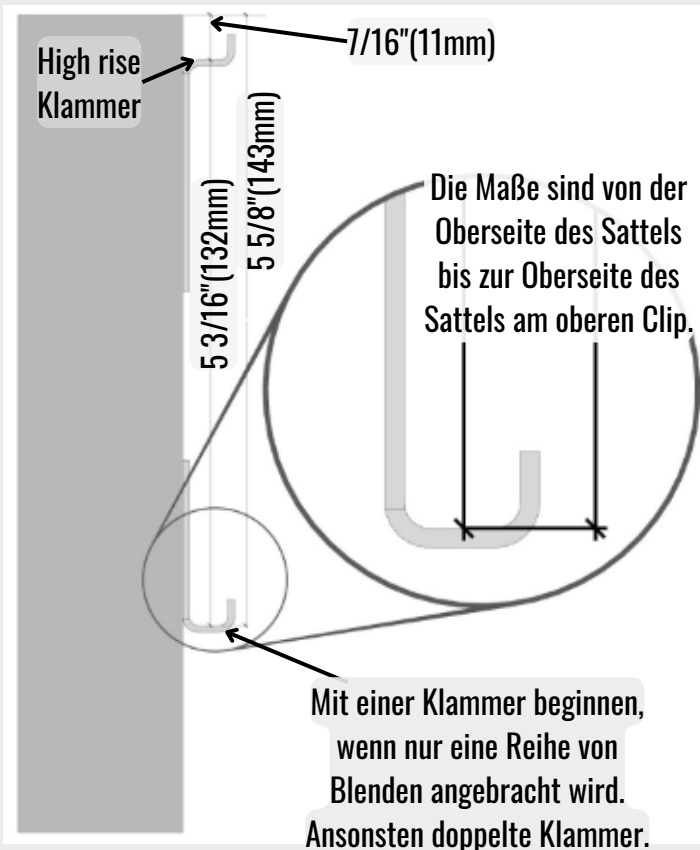 7/16"(11mm)
High rise
Klammer
5 5/8"(143mm)
5 3/16"(132mm)
Die Maße sind von der
Oberseite des Sattels
bis zur Oberseite des
Sattels am oberen Clip.
Mit einer Klammer beginnen,
wenn nur eine Reihe von
Blenden angebracht wird.
Ansonsten doppelte Klammer.